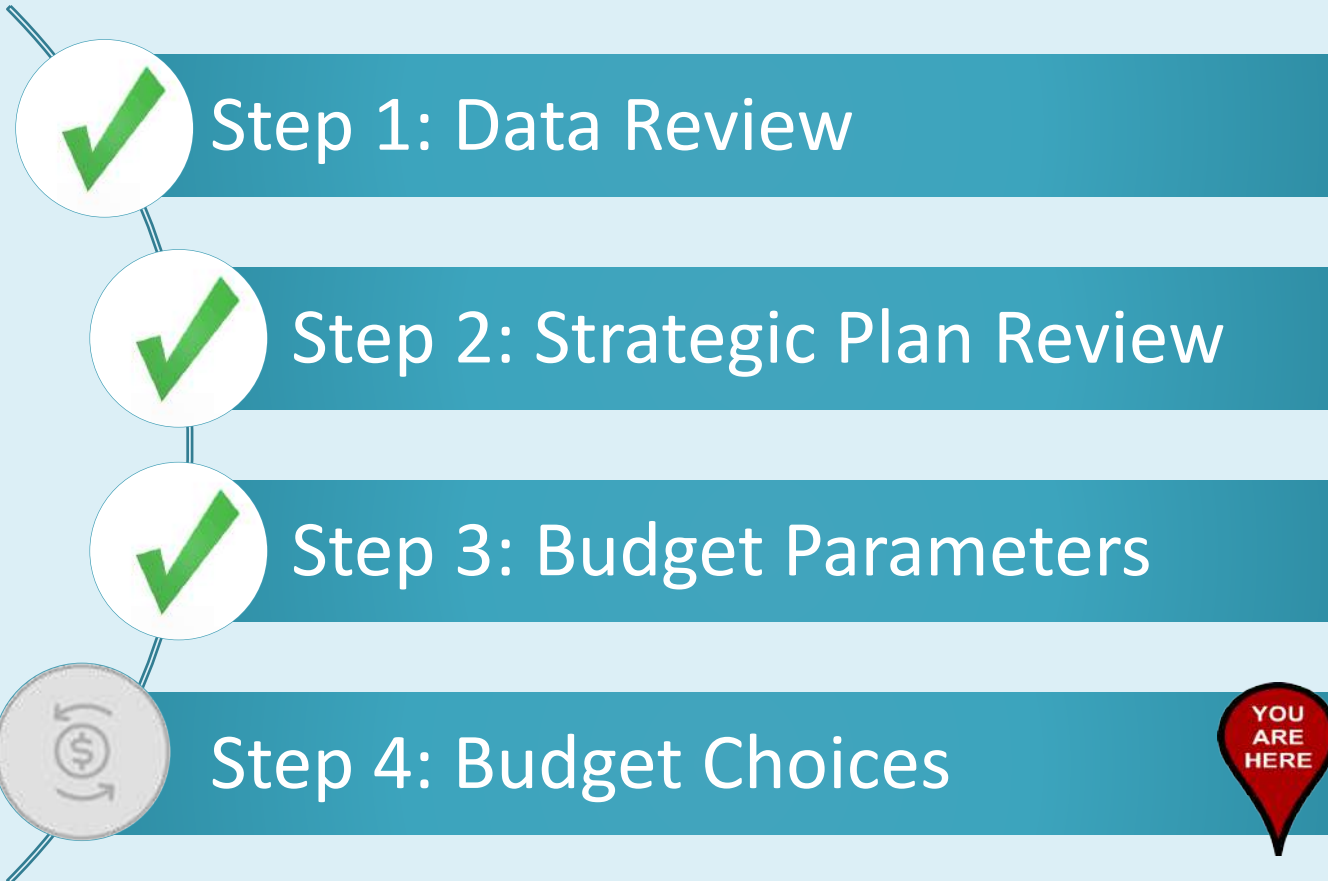 Step 1: Data Review
Step 2: Strategic Plan Review
Step 3: Budget Parameters
$
Step 4: Budget Choices
YOU
ARE
HERE